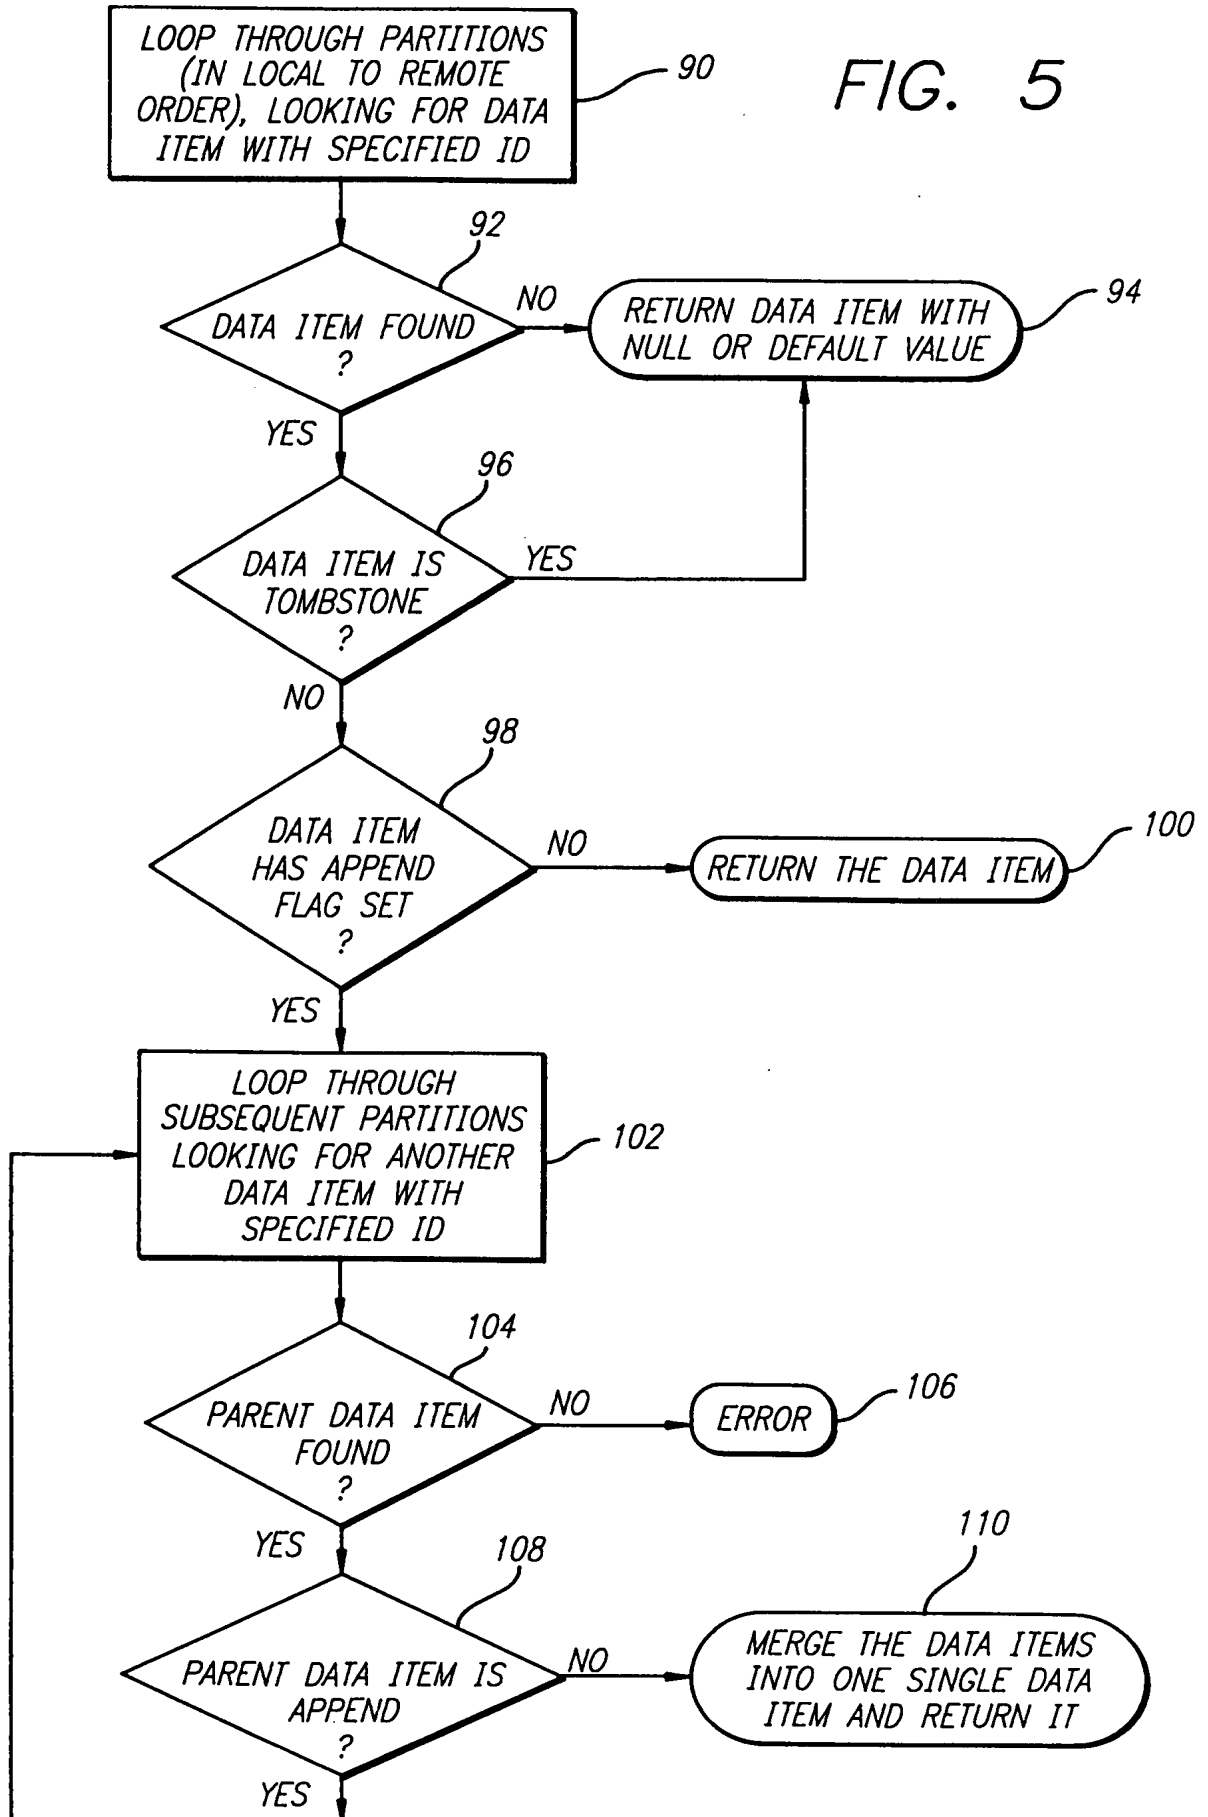 LOOP THROUGH PARTITIONS
(IN LOCAL TO REMOTE
ORDER), LOOKING FOR DATA
ITEM WITH SPECIFIED ID
90
FIG. 5
92
DATA ITEM FOUND
?
NO
RETURN DATA ITEM WITH
NULL OR DEFAULT VALUE
94
YES
96
DATA ITEM IS
TOMBSTONE
?
YES
NO
98
DATA ITEM
HAS APPEND
FLAG SET
?
NO
RETURN THE DATA ITEM
100
YES
LOOP THROUGH
SUBSEQUENT PARTITIONS
LOOKING FOR ANOTHER
DATA ITEM WITH
SPECIFIED ID
102
104
PARENT DATA ITEM
FOUND
?
NO
ERROR
106
YES
108
PARENT DATA ITEM IS
APPEND
?
NO
110
MERGE THE DATA ITEMS
INTO ONE SINGLE DATA
ITEM AND RETURN IT
YES